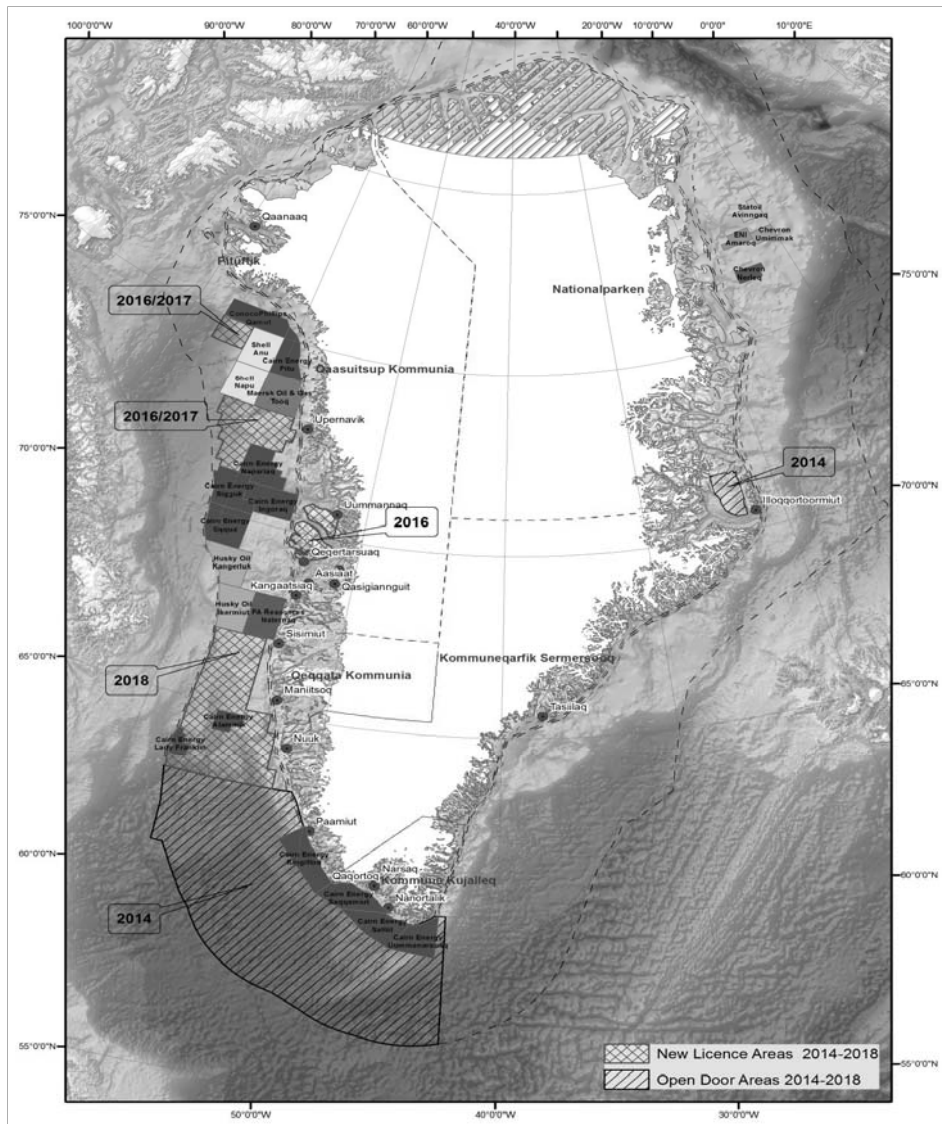 100°0'0"W
90°0'0"W
80°0'0"W
70°0'0"W
60°0'0"W
50°0'0"W
40°0'0"W
30°0'0"W
20°0'0"W
10°0'0"W
0°0'0"
10°0'0"E
75°0'0"N
75°0'0"N
Qaanaaq
Pituffik
Statoil
Avinngaq
ENI
Amaroq
Chevron
Chevron
Nationalparken
2016/2017
ConocoPhillips
Qamut
Shell
Anu
Cairn Energy
Pitu
Qaasuitsup Kommunia
Shell
Napu
Maersk Oil & Gas
Tooq
2016/2017
Upernavik
70°0'0"N
70°0'0"N
2014
Illoqqortoormiut
Cairn Energy
Napariaq
Cairn Energy
Cairn Energy
Ingoraq
Cairn Energy
Uummannaq
2016
Qeqertarsuaq
Husky Oil
Kangerluk
Aasiaat
Kangaatsiaq
Qasigiannguit
Husky Oil
Ikermiut
PA Resources
Sisimiut
65°0'0"N
65°0'0"N
Kommuneqarfik Sermersooq
2018
Qeqqata Kommunia
Maniitsoq
Tasiilaq
Cairn Energy
Cairn Energy
Lady Franklin
Nuuk
Paamiut
60°0'0"N
60°0'0"N
Cairn Energy
Kingittoq
Narsaq
Qaqortoq
Kommune Kujalleq
Cairn Energy
Saqqamiut
Nanortalik
2014
Cairn Energy
Salliit
Cairn Energy
Uummannarsuaq
55°0'0"N
55°0'0"N
New Licence Areas 2014-2018
Open Door Areas 2014-2018
50°0'0"W
40°0'0"W
30°0'0"W